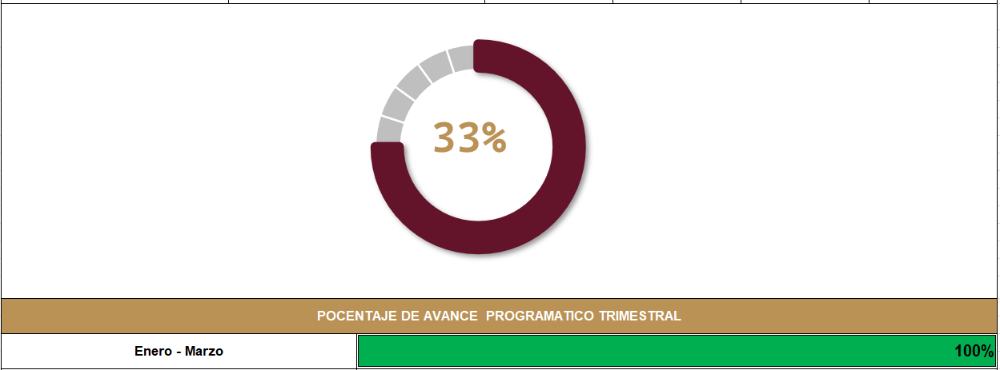 33%
POCENTAJE DE AVANCE  PROGRAMATICO TRIMESTRAL
Enero - Marzo
100%